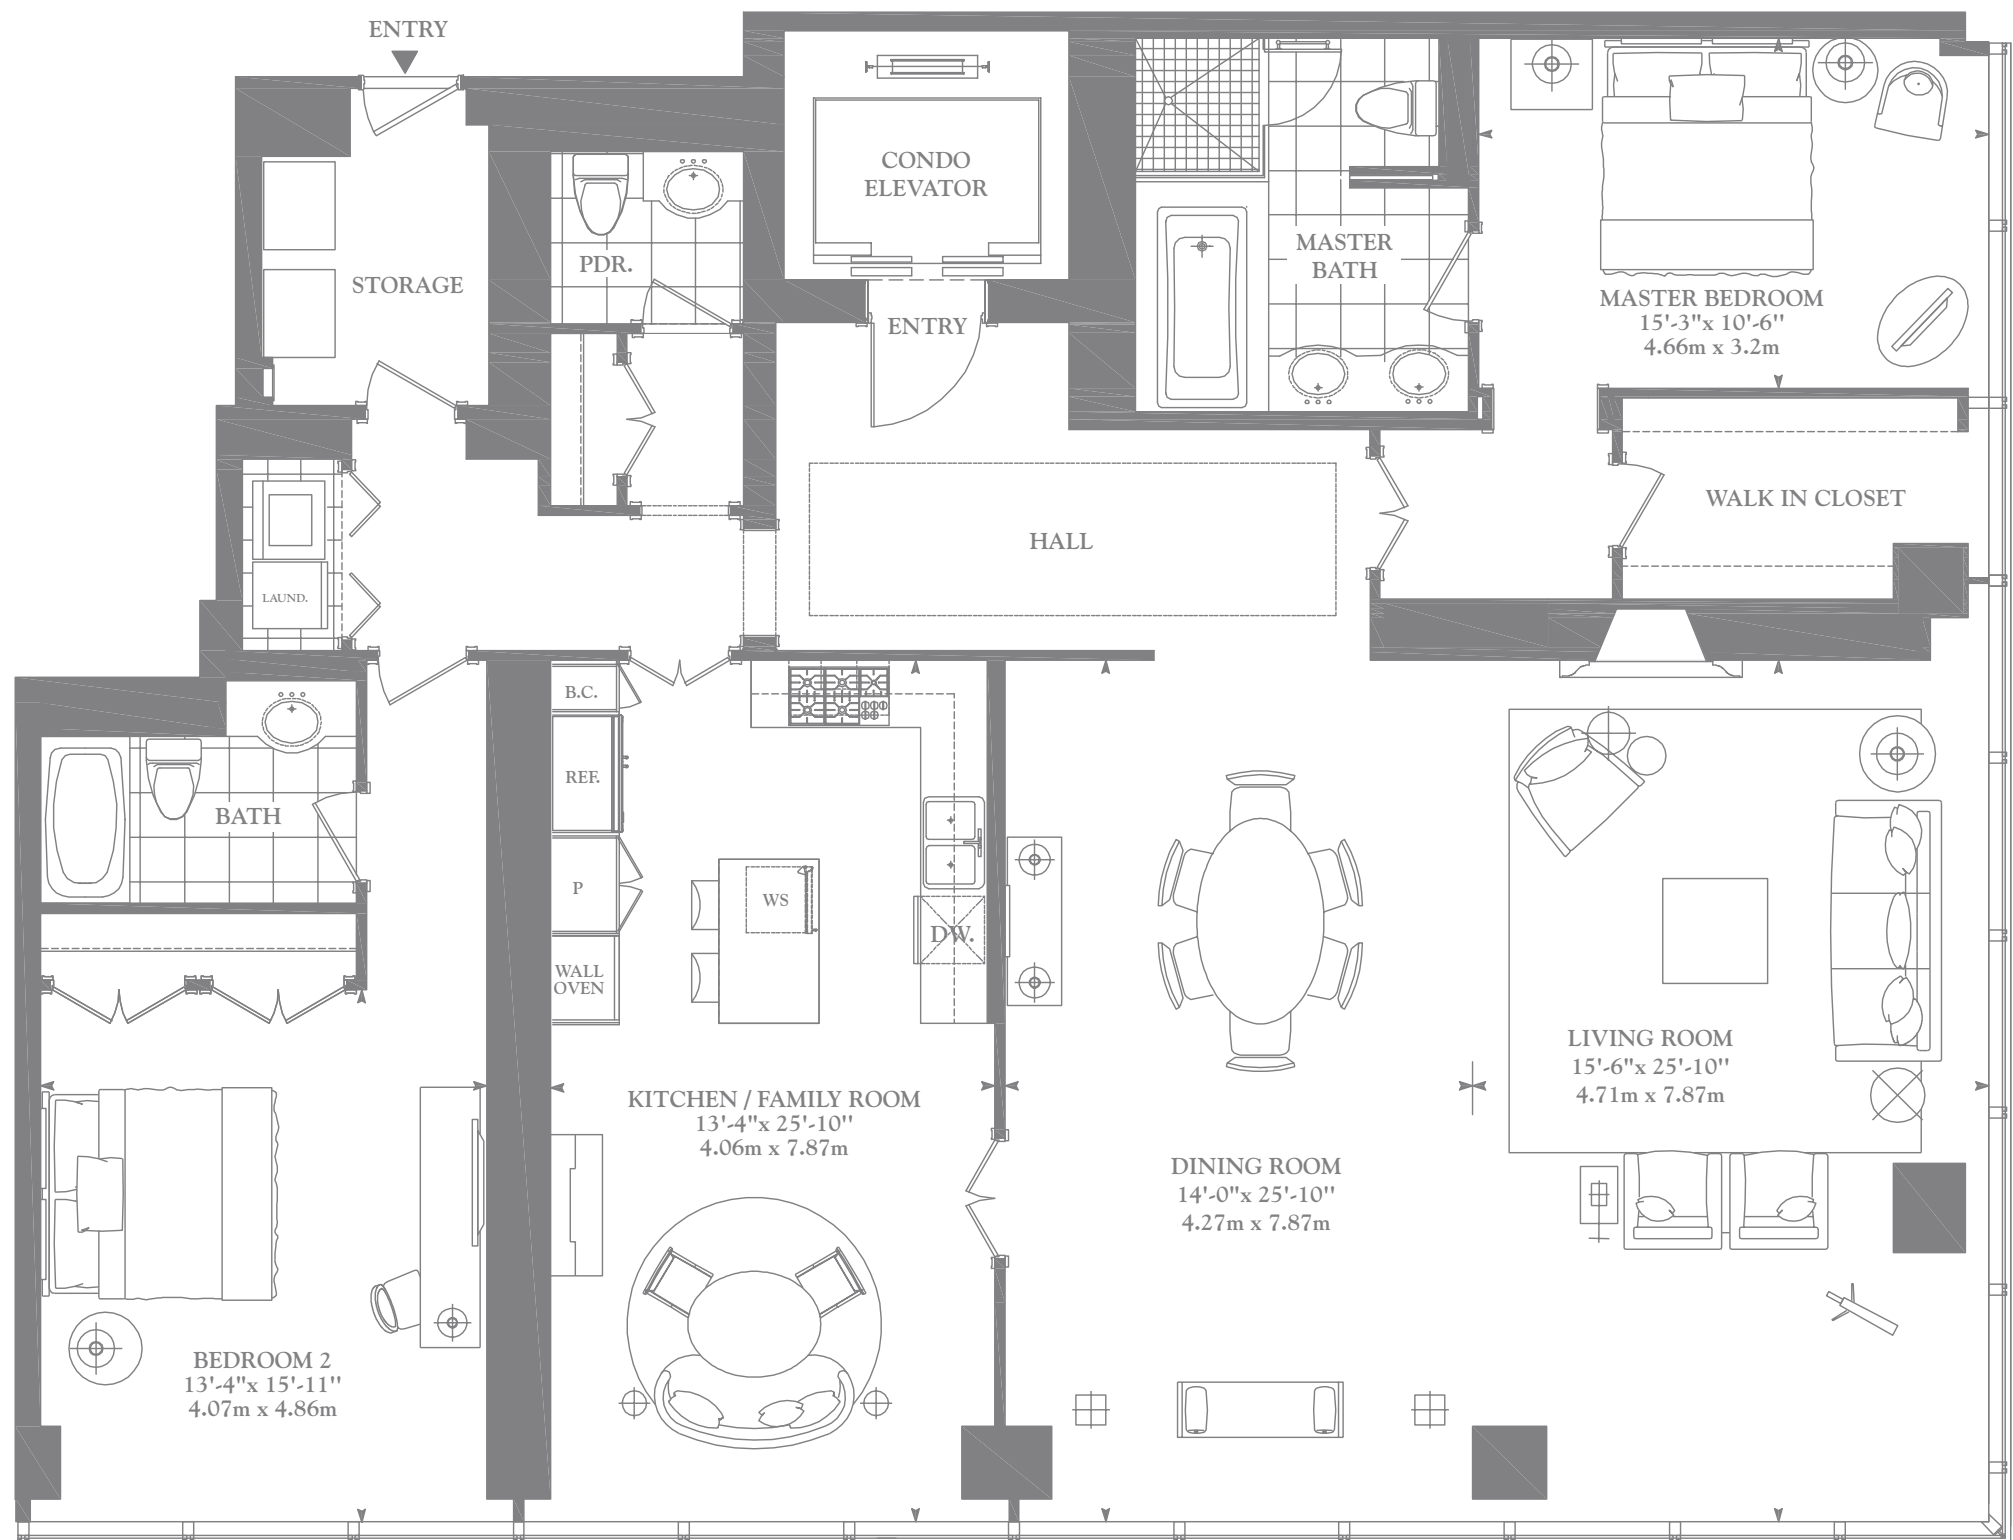 ENTRY
CONDO
ELEVATOR
MASTER
BATH
PDR.
STORAGE
MASTER BEDROOM
15'-3"x 10'-6"
4.66m x 3.2m
ENTRY
WALK IN CLOSET
HALL
LAUND.
B.C.
REF.
BATH
P
WS
DW.
WALL
OVEN
LIVING ROOM
15'-6"x 25'-10"
4.71m x 7.87m
KITCHEN / FAMILY ROOM
13'-4"x 25'-10"
4.06m x 7.87m
DINING ROOM
14'-0"x 25'-10"
4.27m x 7.87m
BEDROOM 2
13'-4"x 15'-11"
4.07m x 4.86m